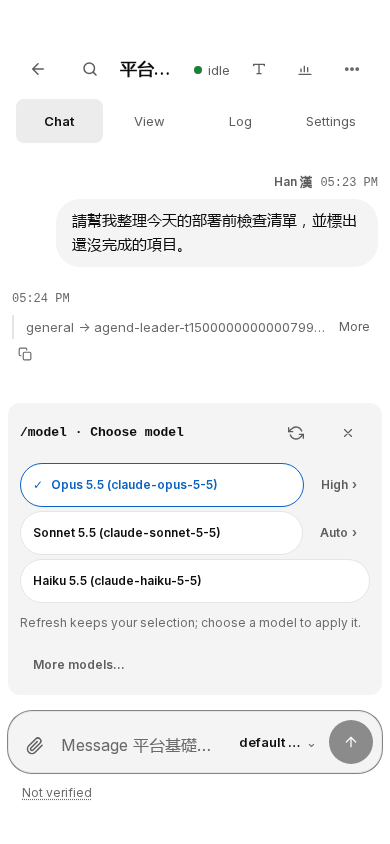 平台... idle
Chat View Log Settings
Han 漢 05:23 PM
請幫我整理今天的部署前檢查清單，並標出
還沒完成的項目。
05:24 PM
general → agend-leader-t1500000000000799... More
/model · Choose model
✓ Opus 5.5 (claude-opus-5-5) High ›
Sonnet 5.5 (claude-sonnet-5-5) Auto ›
Haiku 5.5 (claude-haiku-5-5)
Refresh keeps your selection; choose a model to apply it.
More models...
Message 平台基礎... default ...
Not verified